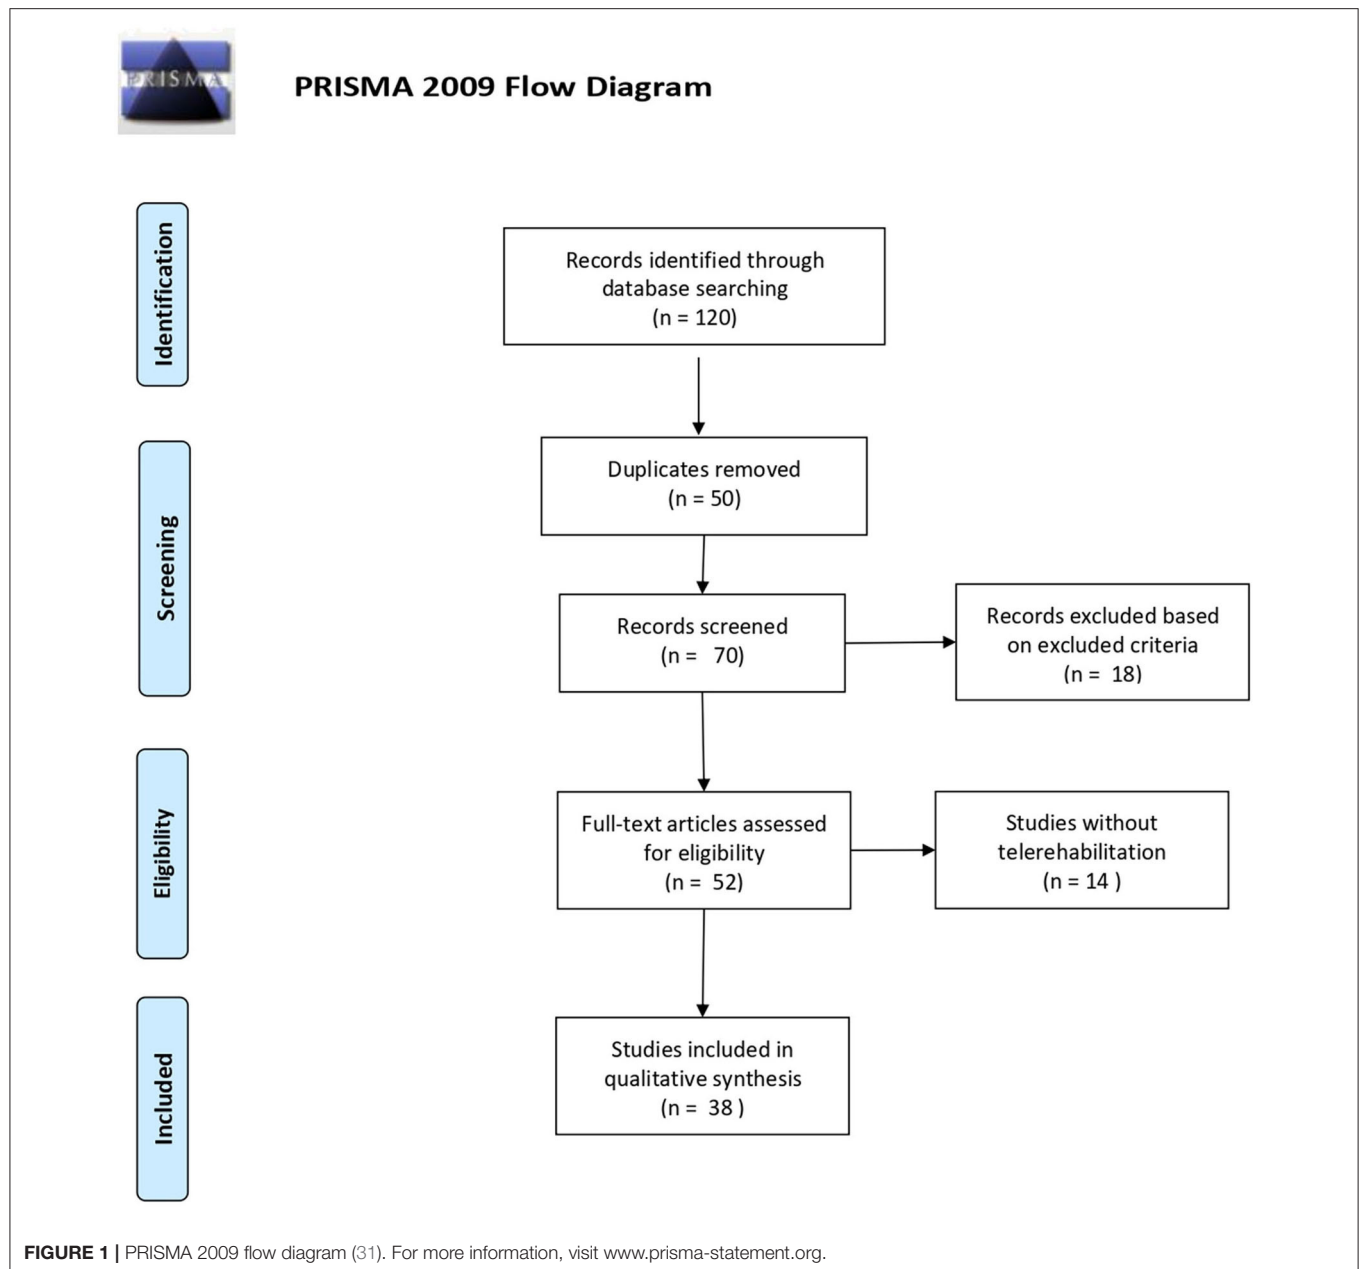 PRISMA
PRISMA 2009 Flow Diagram
Identification
Records identified through
database searching
(n = 120)
Screening
Duplicates removed
(n = 50)
Records screened
(n = 70)
Records excluded based
on excluded criteria
(n = 18)
Eligibility
Full-text articles assessed
for eligibility
(n = 52)
Studies without
telerehabilitation
(n = 14 )
Included
Studies included in
qualitative synthesis
(n = 38 )
FIGURE 1 | PRISMA 2009 flow diagram (31). For more information, visit www.prisma-statement.org.